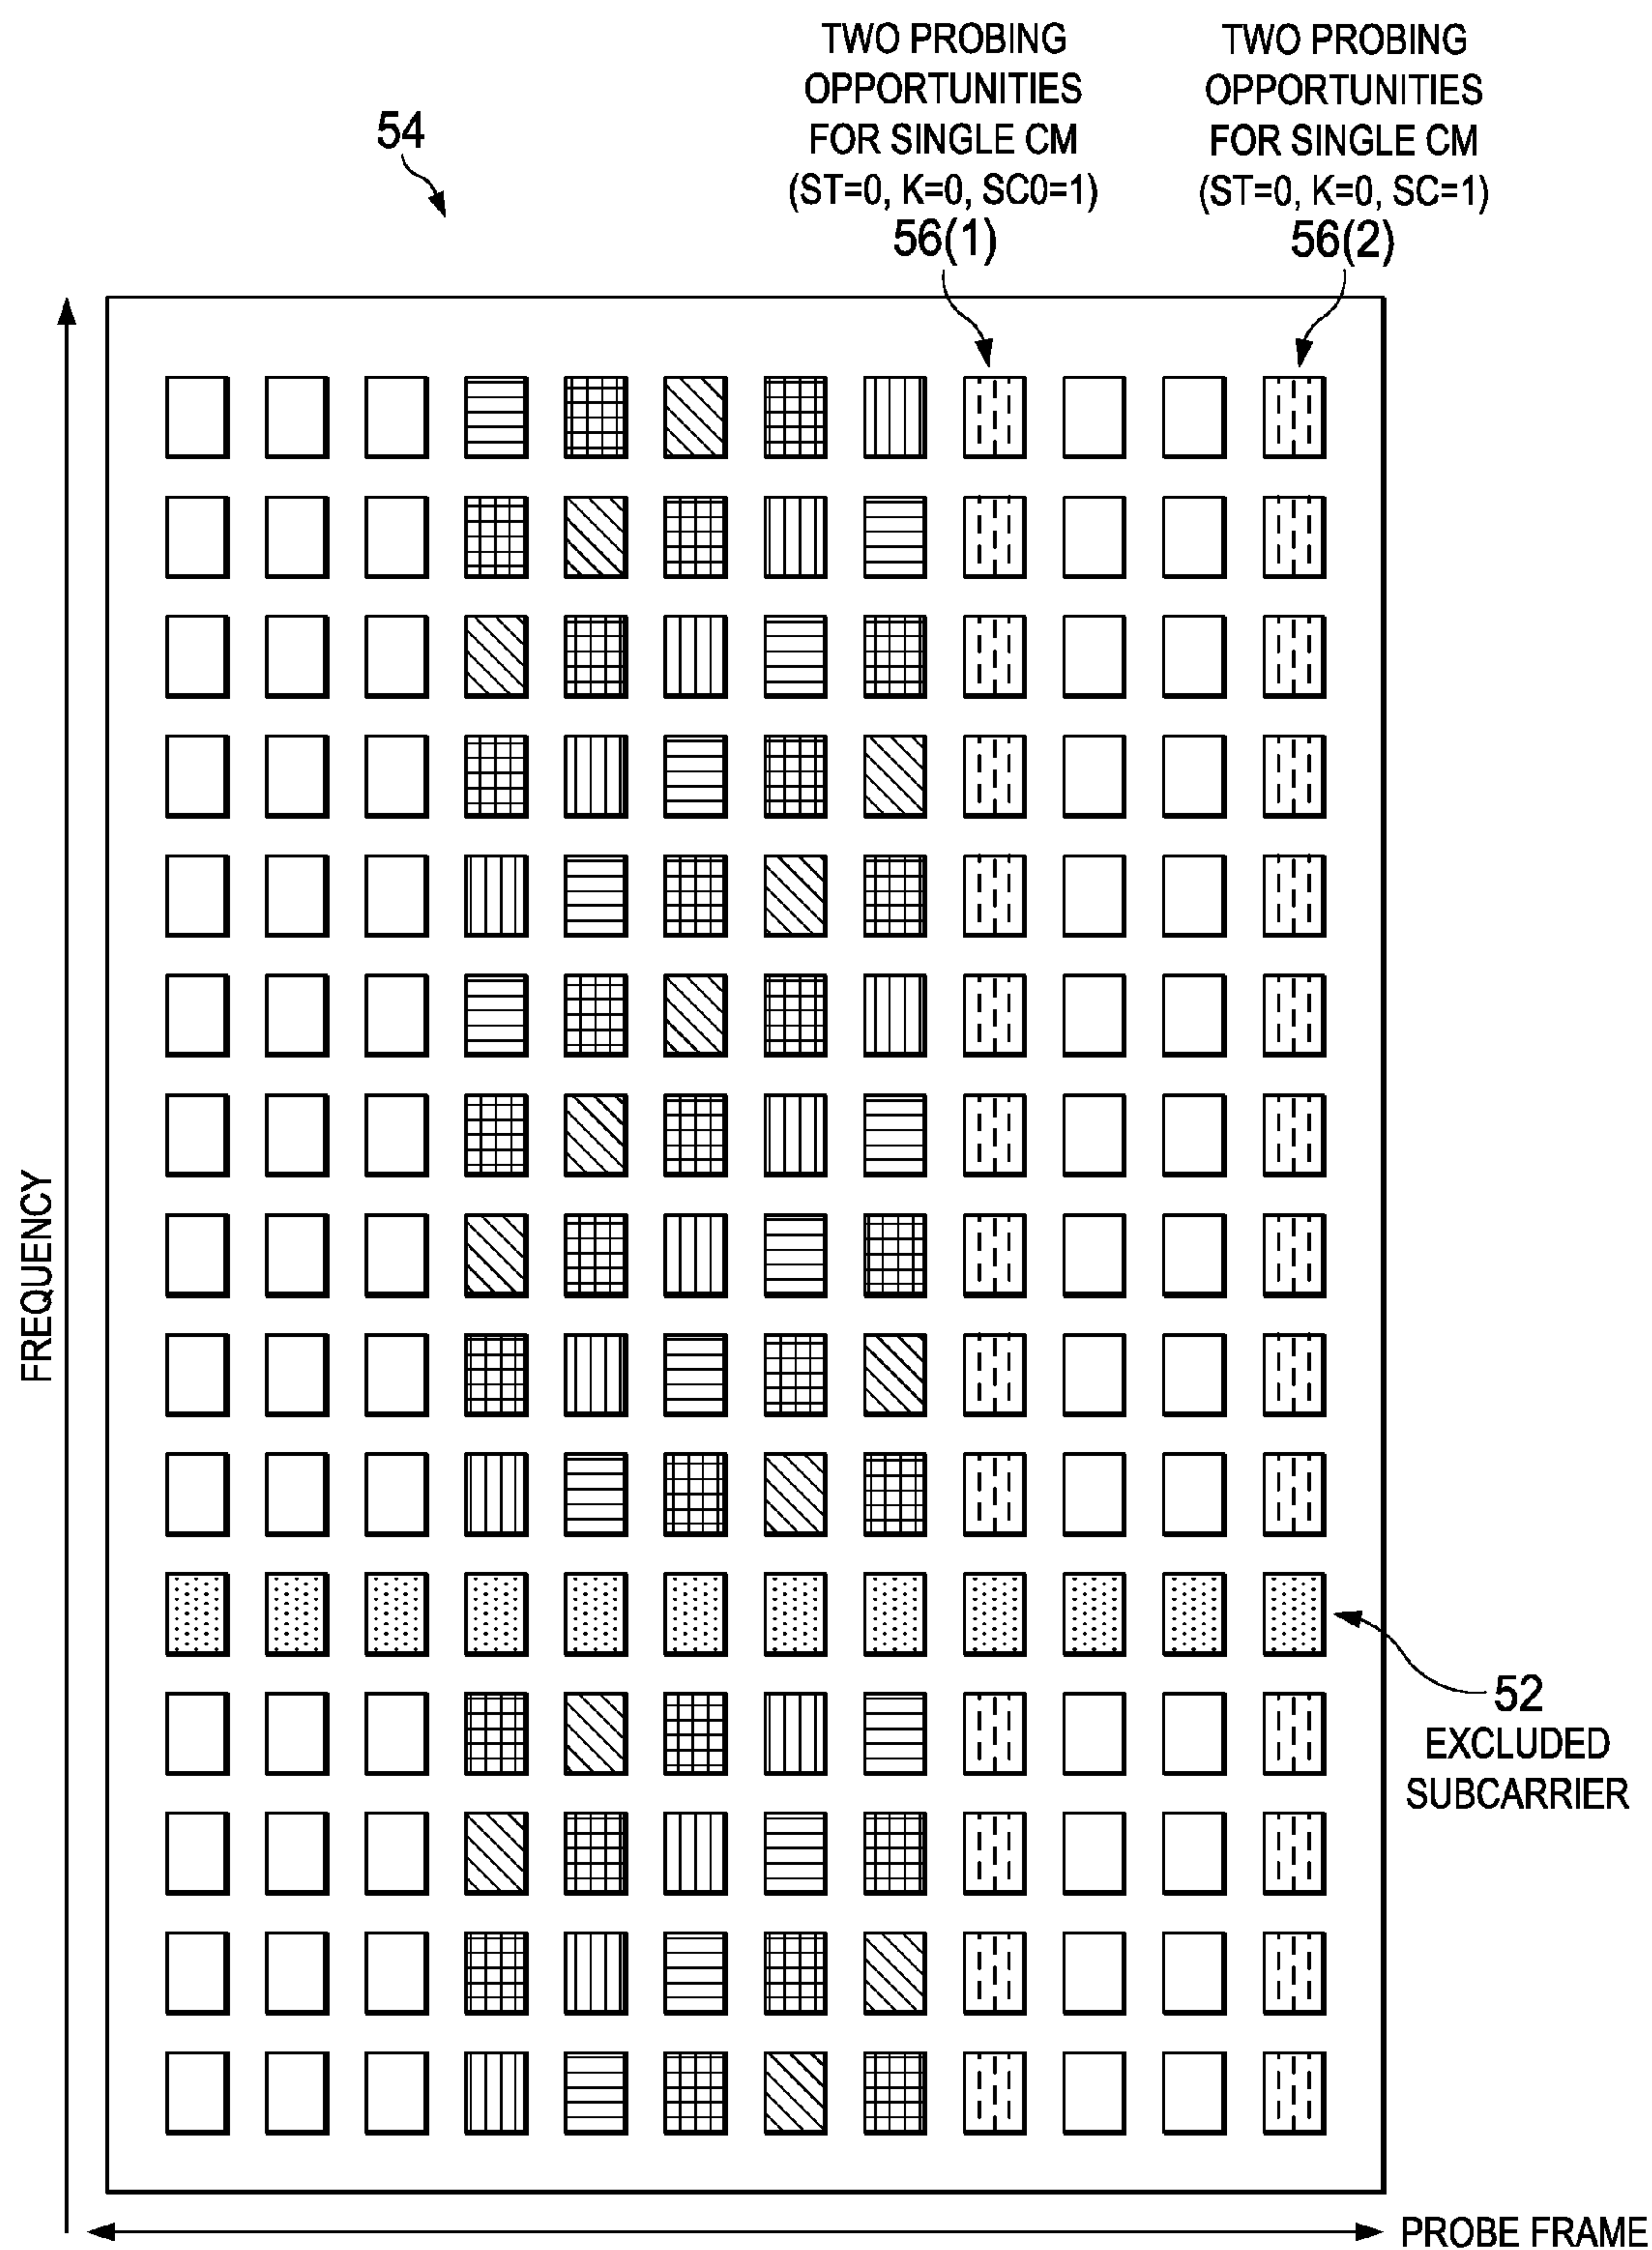 TWO PROBING
OPPORTUNITIES
FOR SINGLE CM
(ST=0, K=0, SC0=1)
56(1)
TWO PROBING
OPPORTUNITIES
FOR SINGLE CM
(ST=0, K=0, SC=1)
56(2)
54
FREQUENCY
52
EXCLUDED
SUBCARRIER
PROBE FRAME